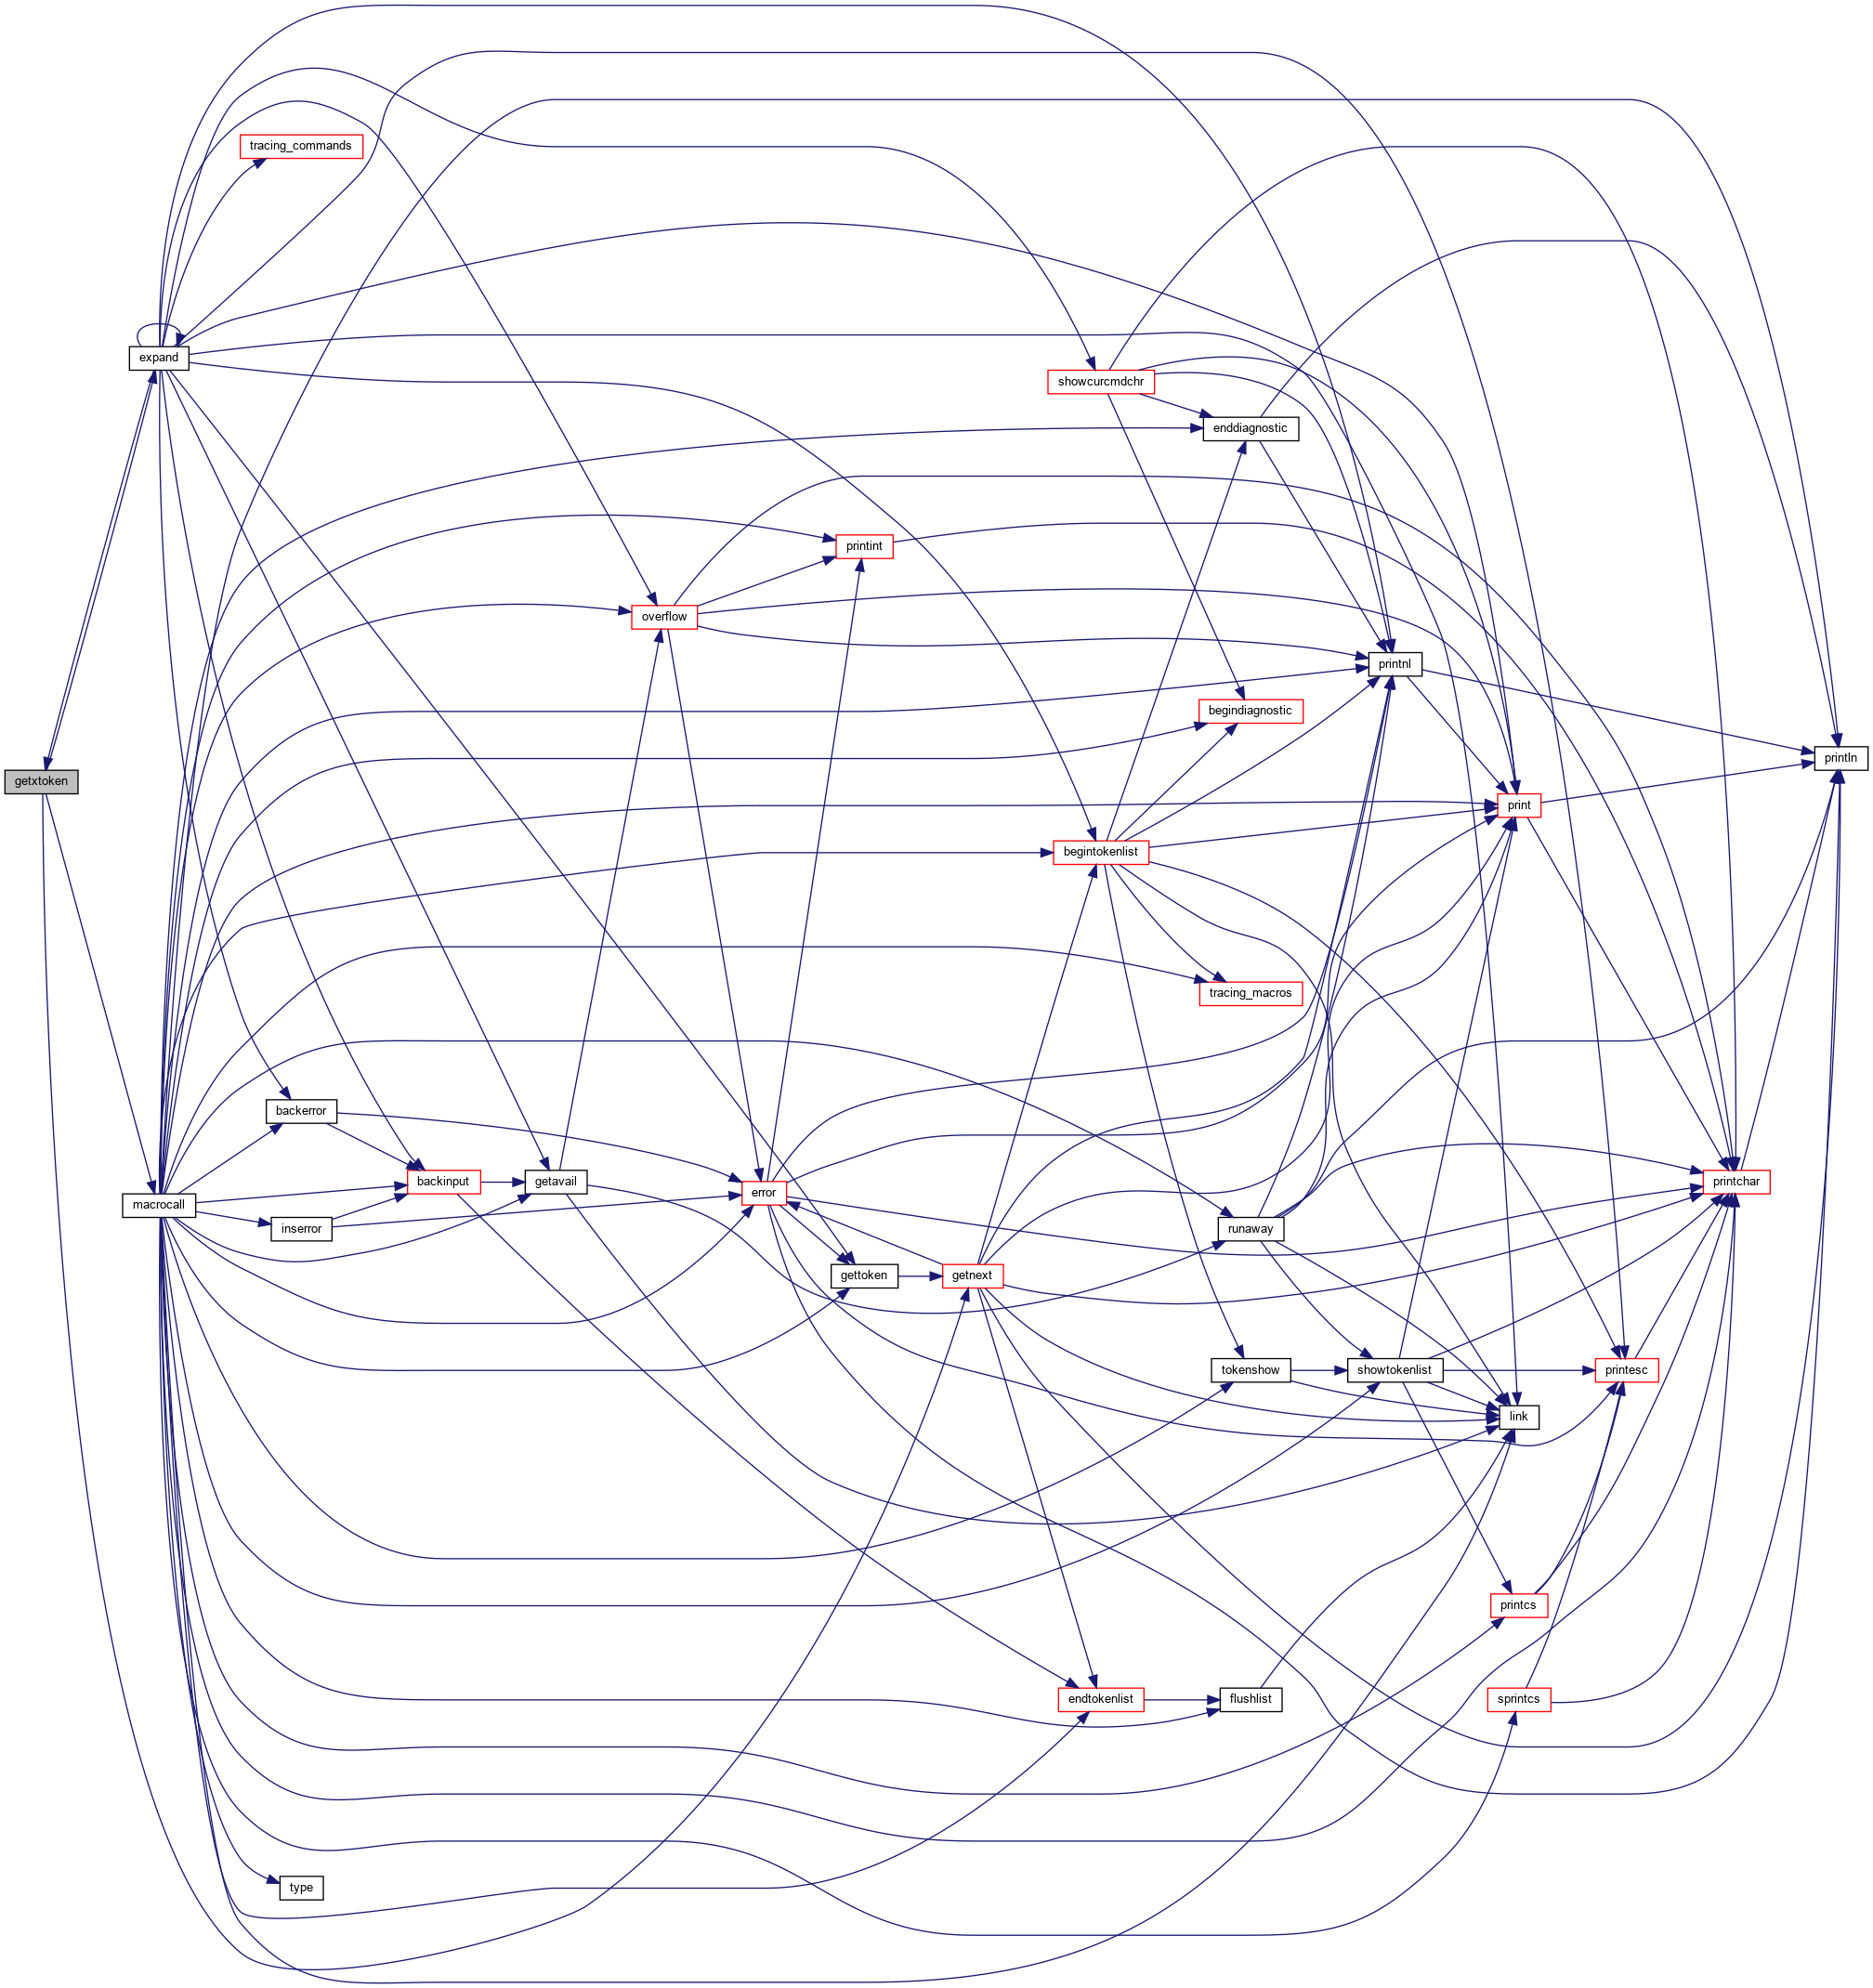 tracing_commands
expand
showcurcmdchr
enddiagnostic
printint
overflow
printnl
begindiagnostic
println
getxtoken
print
begintokenlist
tracing_macros
backerror
backinput
getavail
error
printchar
macrocall
inserror
runaway
gettoken
getnext
tokenshow
showtokenlist
printesc
link
printcs
endtokenlist
flushlist
sprintcs
type